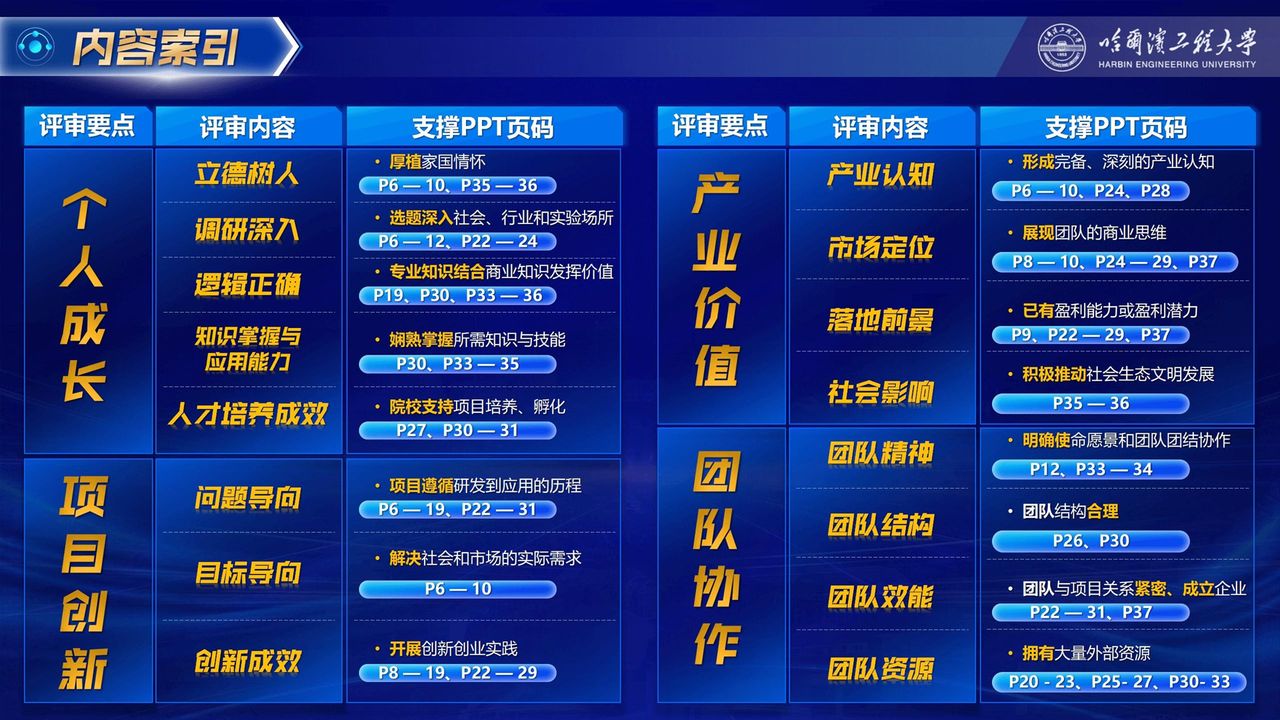 内容索引
哈尔滨工程大学
HARBIN ENGINEERING UNIVERSITY
评审要点
评审内容
支撑PPT页码
个人成长
立德树人
• 厚植家国情怀
P6 — 10、P35 — 36
调研深入
• 选题深入社会、行业和实验场所
P6 — 12、P22 — 24
逻辑正确
• 专业知识结合商业知识发挥价值
P19、P30、P33 — 36
知识掌握与
应用能力
• 娴熟掌握所需知识与技能
P30、P33 — 35
人才培养成效
• 院校支持项目培养、孵化
P27、P30 — 31
项目创新
问题导向
• 项目遵循研发到应用的历程
P6 — 19、P22 — 31
目标导向
• 解决社会和市场的实际需求
P6 — 10
创新成效
• 开展创新创业实践
P8 — 19、P22 — 29
评审要点
评审内容
支撑PPT页码
产业价值
产业认知
• 形成完备、深刻的产业认知
P6 — 10、P24、P28
市场定位
• 展现团队的商业思维
P8 — 10、P24 — 29、P37
落地前景
• 已有盈利能力或盈利潜力
P9、P22 — 29、P37
社会影响
• 积极推动社会生态文明发展
P35 — 36
团队协作
团队精神
• 明确使命愿景和团队团结协作
P12、P33 — 34
团队结构
• 团队结构合理
P26、P30
团队效能
• 团队与项目关系紧密、成立企业
P22 — 31、P37
团队资源
• 拥有大量外部资源
P20 - 23、P25- 27、P30- 33